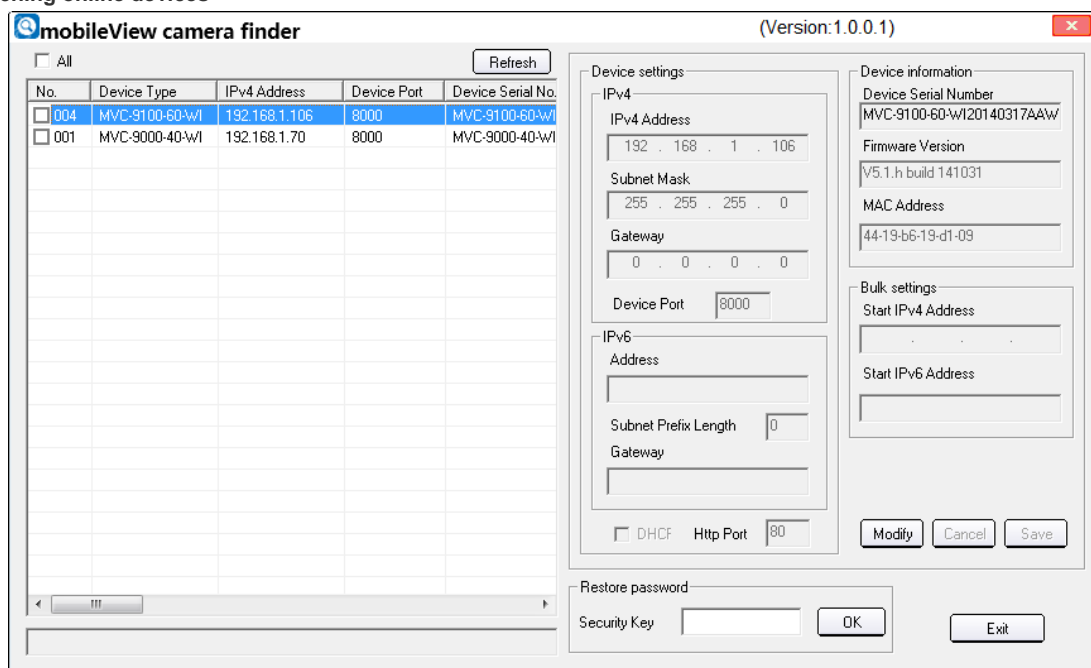 online devices
mobileView camera finder (Version:1.0.0.1)
All Refresh
No. Device Type IPv4 Address Device Port Device Serial No.
004 MVC-9100-60-WI 192.168.1.106 8000 MVC-9100-60-WI
001 MVC-9000-40-WI 192.168.1.70 8000 MVC-9000-40-WI
Device settings
IPv4
IPv4 Address
192 . 168 . 1 . 106
Subnet Mask
255 . 255 . 255 . 0
Gateway
0 . 0 . 0 . 0
Device Port 8000
IPv6
Address
Subnet Prefix Length 0
Gateway
DHCP Http Port 80
Device information
Device Serial Number
MVC-9100-60-WI20140317AAW
Firmware Version
V5.1.h build 141031
MAC Address
44-19-b6-19-d1-09
Bulk settings
Start IPv4 Address
. . .
Start IPv6 Address
Modify Cancel Save
Restore password
Security Key OK
Exit